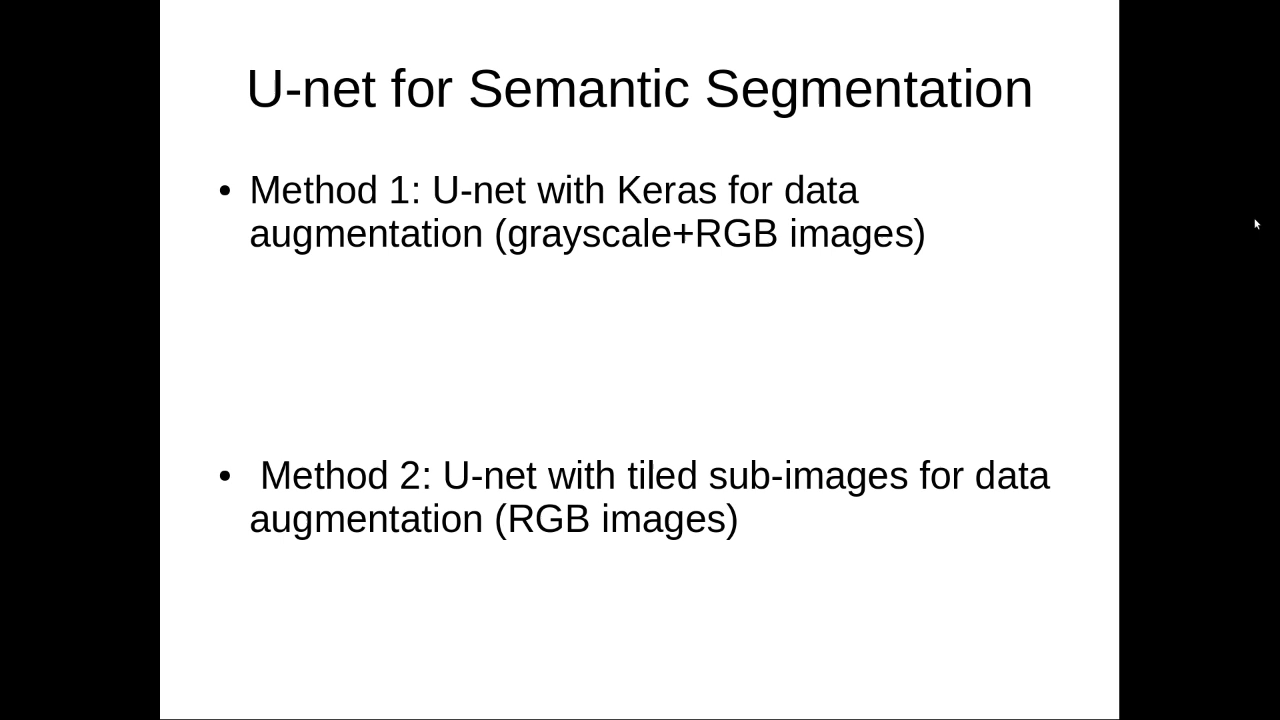 U-net for Semantic Segmentation
• Method 1: U-net with Keras for data
augmentation (grayscale+RGB images)
• Method 2: U-net with tiled sub-images for data
augmentation (RGB images)